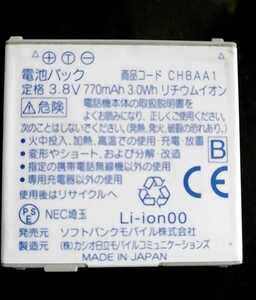 電池パック 商品コード CHBAA1
定格 3.8V 770mAh 3.0Wh リチウムイオン
電話機本体の取扱説明書を
よくお読みになり、正しくお使いください。
次のことをしないでください。発熱・発火・破裂の原因
・火中投入、加熱、高温での充電・使用・放置
・変形やショート、および分解・改造
・指定の携帯電話機以外の使用
・専用充電器以外での充電
使用後はリサイクルへ
B
PSE NEC埼玉 Li-ion00
発売元 ソフトバンクモバイル株式会社
製造元 (株)カシオ日立モバイルコミュニケーションズ
MADE IN JAPAN